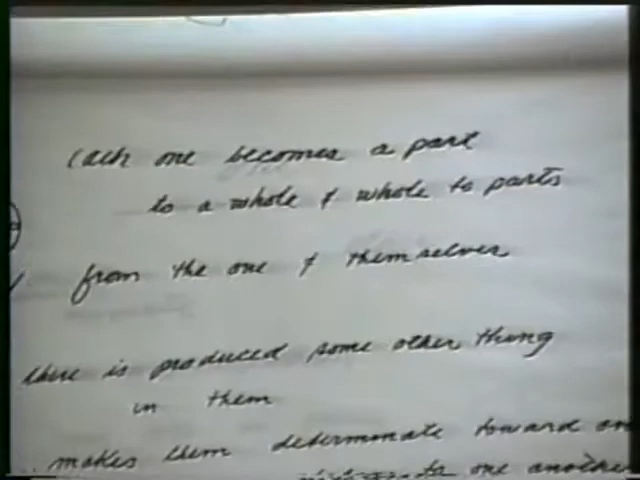 Each one becomes a part
to a whole & whole to parts
from the one & themselves
there is produced some other thing
in them
makes them determinate toward
to one another